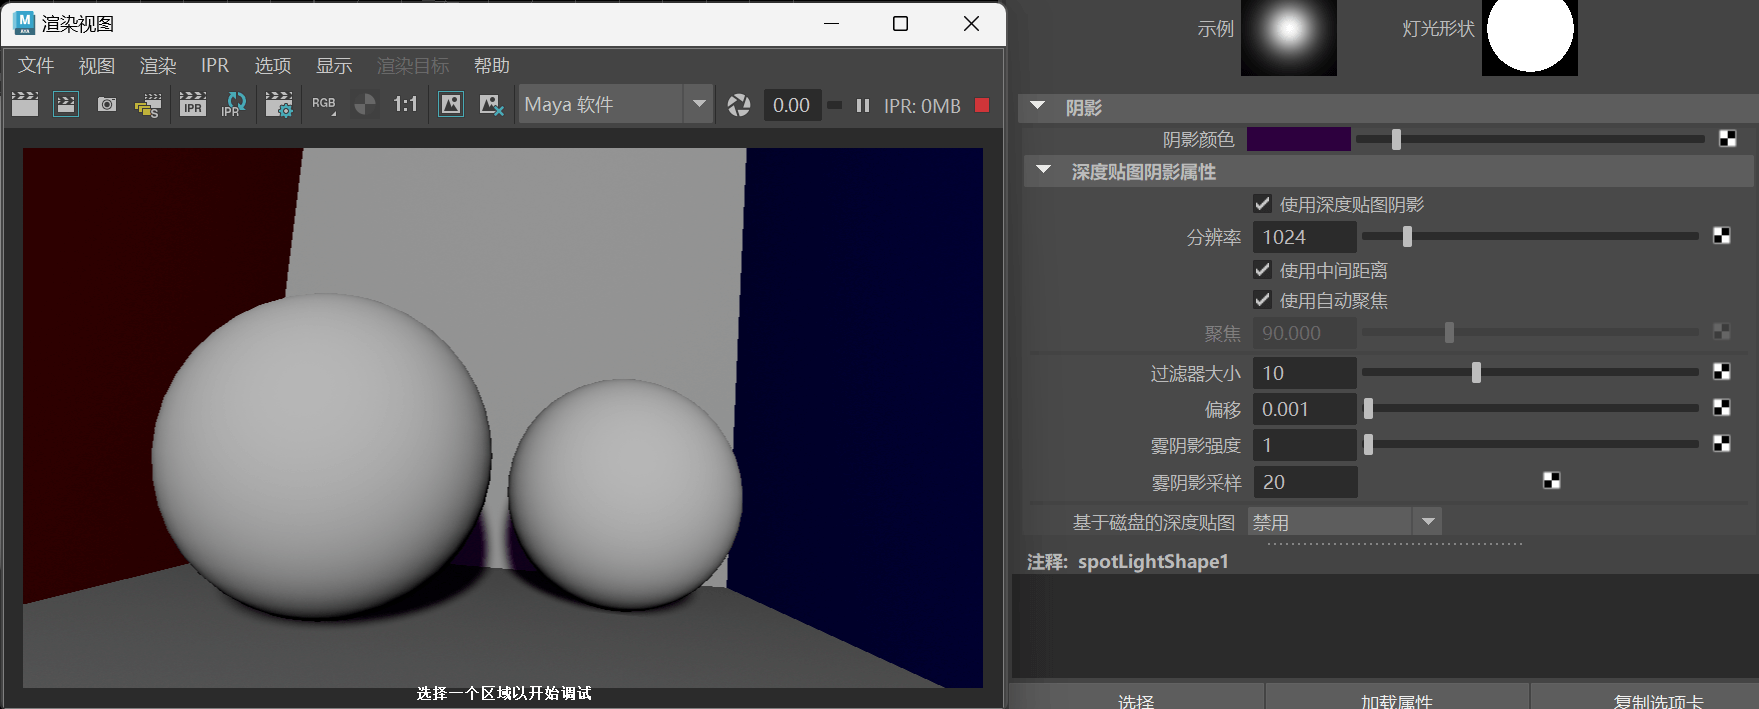 渲染视图
文件 视图 渲染 IPR 选项 显示 渲染目标 帮助
IPR IPR RGB 1:1 Maya 软件 0.00 IPR: 0MB
选择一个区域以开始调试
示例 灯光形状
阴影
阴影颜色
深度贴图阴影属性
使用深度贴图阴影
分辨率 1024
使用中间距离
使用自动聚焦
聚焦 90.000
过滤器大小 10
偏移 0.001
雾阴影强度 1
雾阴影采样 20
基于磁盘的深度贴图 禁用
注释: spotLightShape1
选择 加载属性 复制选项卡